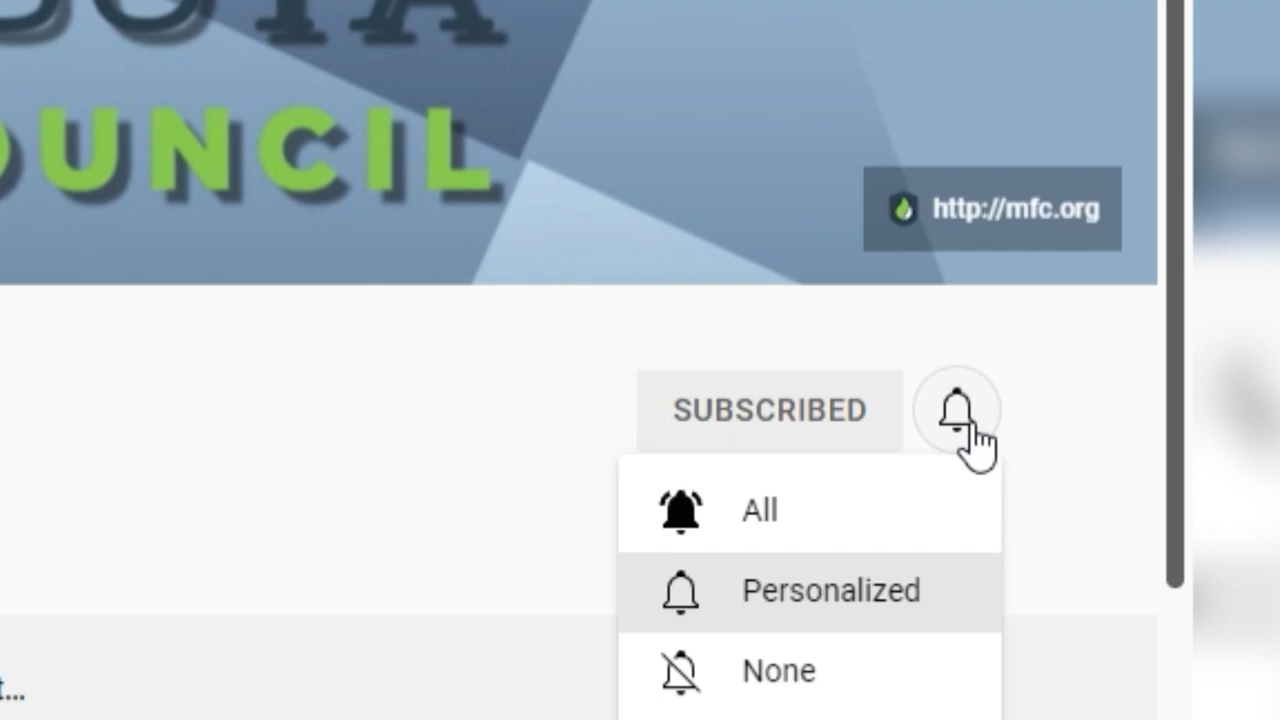 OUNCIL
http://mfc.org
SUBSCRIBED
All
Personalized
None
t...